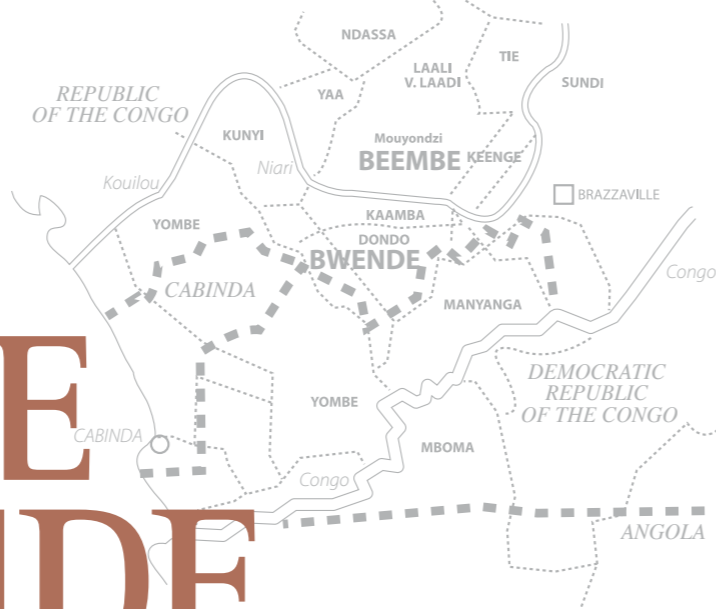 NDASSA
TIE
LAALI
V. LAADI
SUNDI
YAA
REPUBLIC
OF THE CONGO
KUNYI
Mouyondzi
BEEMBE
KEENGE
Niari
Kouilou
BRAZZAVILLE
KAAMBA
YOMBE
DONDO
BWENDE
Congo
CABINDA
MANYANGA
E
DEMOCRATIC
REPUBLIC
OF THE CONGO
YOMBE
CABINDA
MBOMA
Congo
NDE
ANGOLA